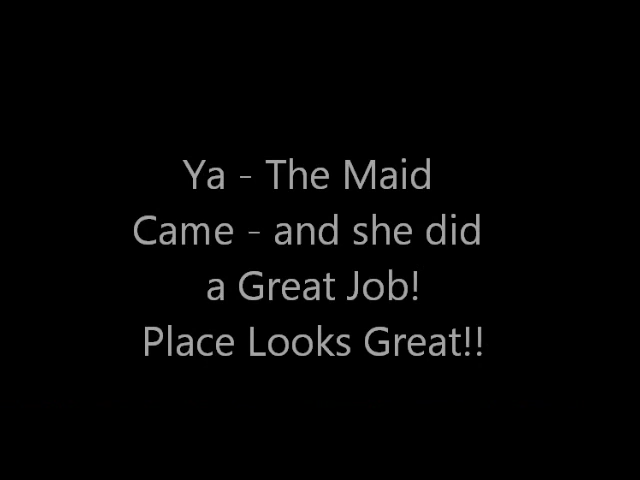 Ya - The Maid
Came - and she did
a Great Job!
Place Looks Great!!